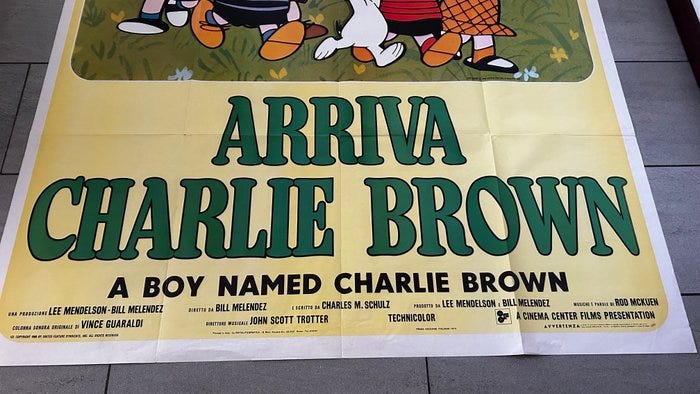 ARRIVA
CHARLIE BROWN
A BOY NAMED CHARLIE BROWN
UNA PRODUZIONE LEE MENDELSON - BILL MELENDEZ DIRETTO DA BILL MELENDEZ E SCRITTO DA CHARLES M. SCHULZ PRODOTTO DA LEE MENDELSON E BILL MELENDEZ MUSICHE E PAROLE DI ROD McKUEN
COLONNA SONORA ORIGINALE DI VINCE GUARALDI DIRETTORE MUSICALE JOHN SCOTT TROTTER TECHNICOLOR A CINEMA CENTER FILMS PRESENTATION
AVVERTENZA